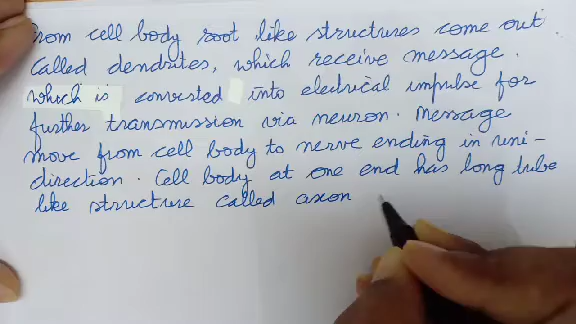 From cell body root like structures come out
called dendrites, which receive message.
which is converted into electrical impulse for
further transmission via neuron. Message
move from cell body to nerve ending in uni-
direction. Cell body at one end has long tube
like structure called axon